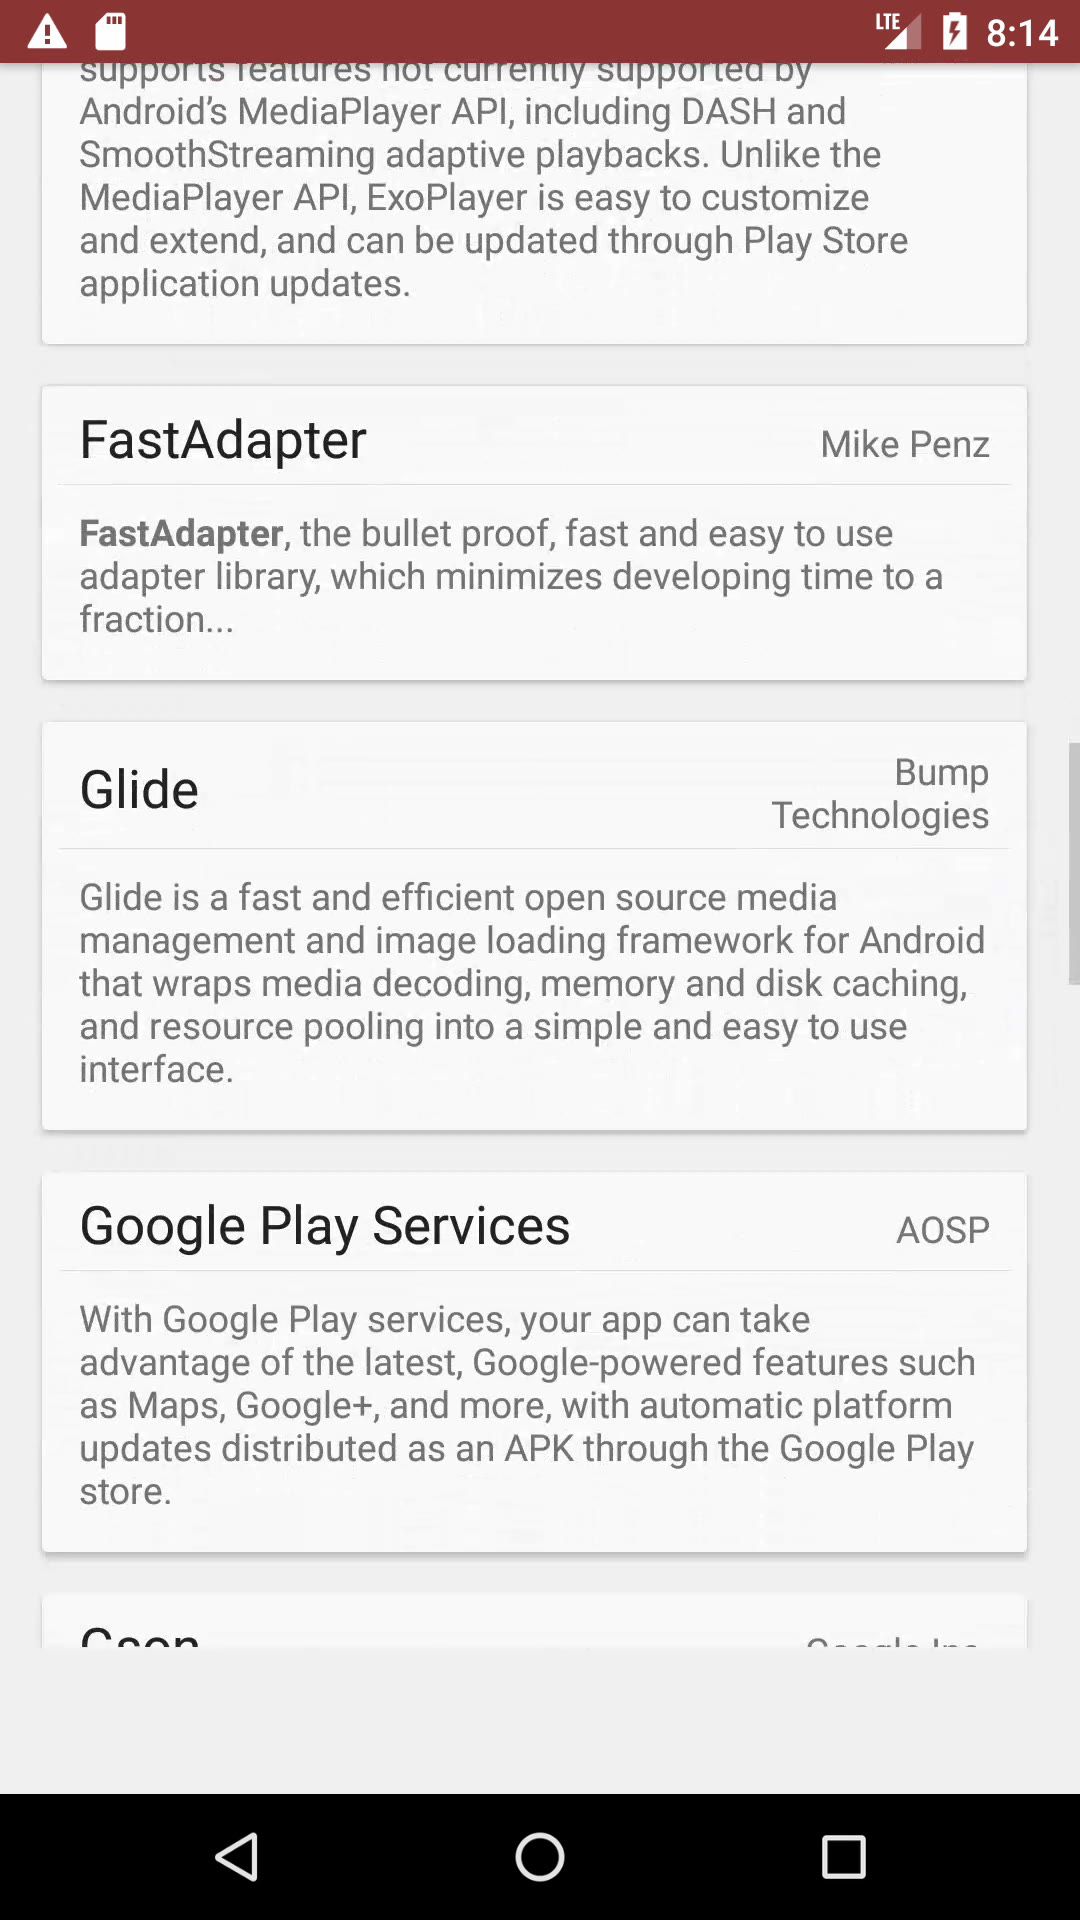 LTE 8:14
supports features not currently supported by
Android’s MediaPlayer API, including DASH and
SmoothStreaming adaptive playbacks. Unlike the
MediaPlayer API, ExoPlayer is easy to customize
and extend, and can be updated through Play Store
application updates.
FastAdapter Mike Penz
FastAdapter, the bullet proof, fast and easy to use
adapter library, which minimizes developing time to a
fraction...
Glide Bump
Technologies
Glide is a fast and efficient open source media
management and image loading framework for Android
that wraps media decoding, memory and disk caching,
and resource pooling into a simple and easy to use
interface.
Google Play Services AOSP
With Google Play services, your app can take
advantage of the latest, Google-powered features such
as Maps, Google+, and more, with automatic platform
updates distributed as an APK through the Google Play
store.
Gson Google Inc